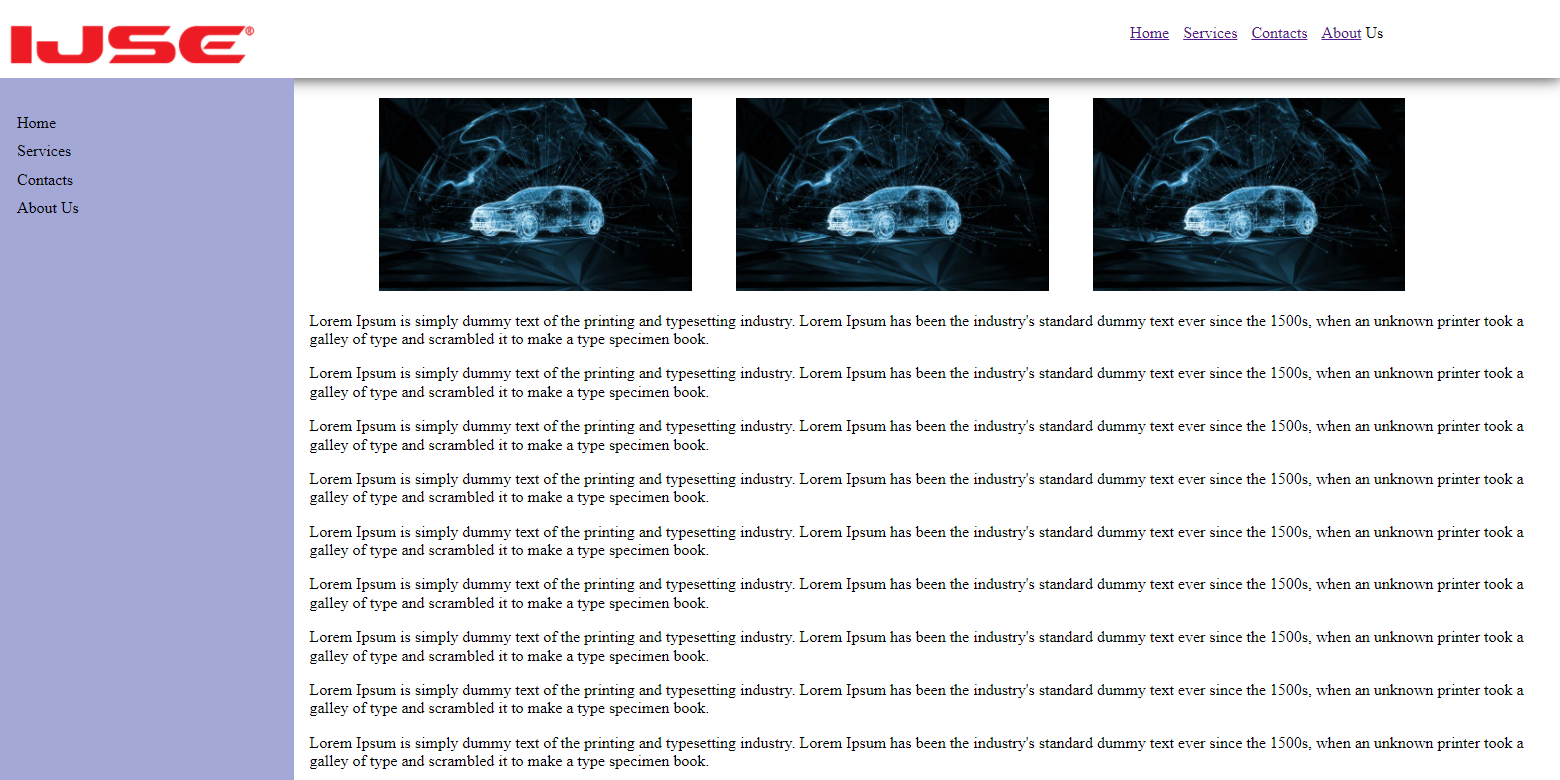 IJSE®
Home Services Contacts About Us
Home
Services
Contacts
About Us
Lorem Ipsum is simply dummy text of the printing and typesetting industry. Lorem Ipsum has been the industry's standard dummy text ever since the 1500s, when an unknown printer took a
galley of type and scrambled it to make a type specimen book.
Lorem Ipsum is simply dummy text of the printing and typesetting industry. Lorem Ipsum has been the industry's standard dummy text ever since the 1500s, when an unknown printer took a
galley of type and scrambled it to make a type specimen book.
Lorem Ipsum is simply dummy text of the printing and typesetting industry. Lorem Ipsum has been the industry's standard dummy text ever since the 1500s, when an unknown printer took a
galley of type and scrambled it to make a type specimen book.
Lorem Ipsum is simply dummy text of the printing and typesetting industry. Lorem Ipsum has been the industry's standard dummy text ever since the 1500s, when an unknown printer took a
galley of type and scrambled it to make a type specimen book.
Lorem Ipsum is simply dummy text of the printing and typesetting industry. Lorem Ipsum has been the industry's standard dummy text ever since the 1500s, when an unknown printer took a
galley of type and scrambled it to make a type specimen book.
Lorem Ipsum is simply dummy text of the printing and typesetting industry. Lorem Ipsum has been the industry's standard dummy text ever since the 1500s, when an unknown printer took a
galley of type and scrambled it to make a type specimen book.
Lorem Ipsum is simply dummy text of the printing and typesetting industry. Lorem Ipsum has been the industry's standard dummy text ever since the 1500s, when an unknown printer took a
galley of type and scrambled it to make a type specimen book.
Lorem Ipsum is simply dummy text of the printing and typesetting industry. Lorem Ipsum has been the industry's standard dummy text ever since the 1500s, when an unknown printer took a
galley of type and scrambled it to make a type specimen book.
Lorem Ipsum is simply dummy text of the printing and typesetting industry. Lorem Ipsum has been the industry's standard dummy text ever since the 1500s, when an unknown printer took a
galley of type and scrambled it to make a type specimen book.